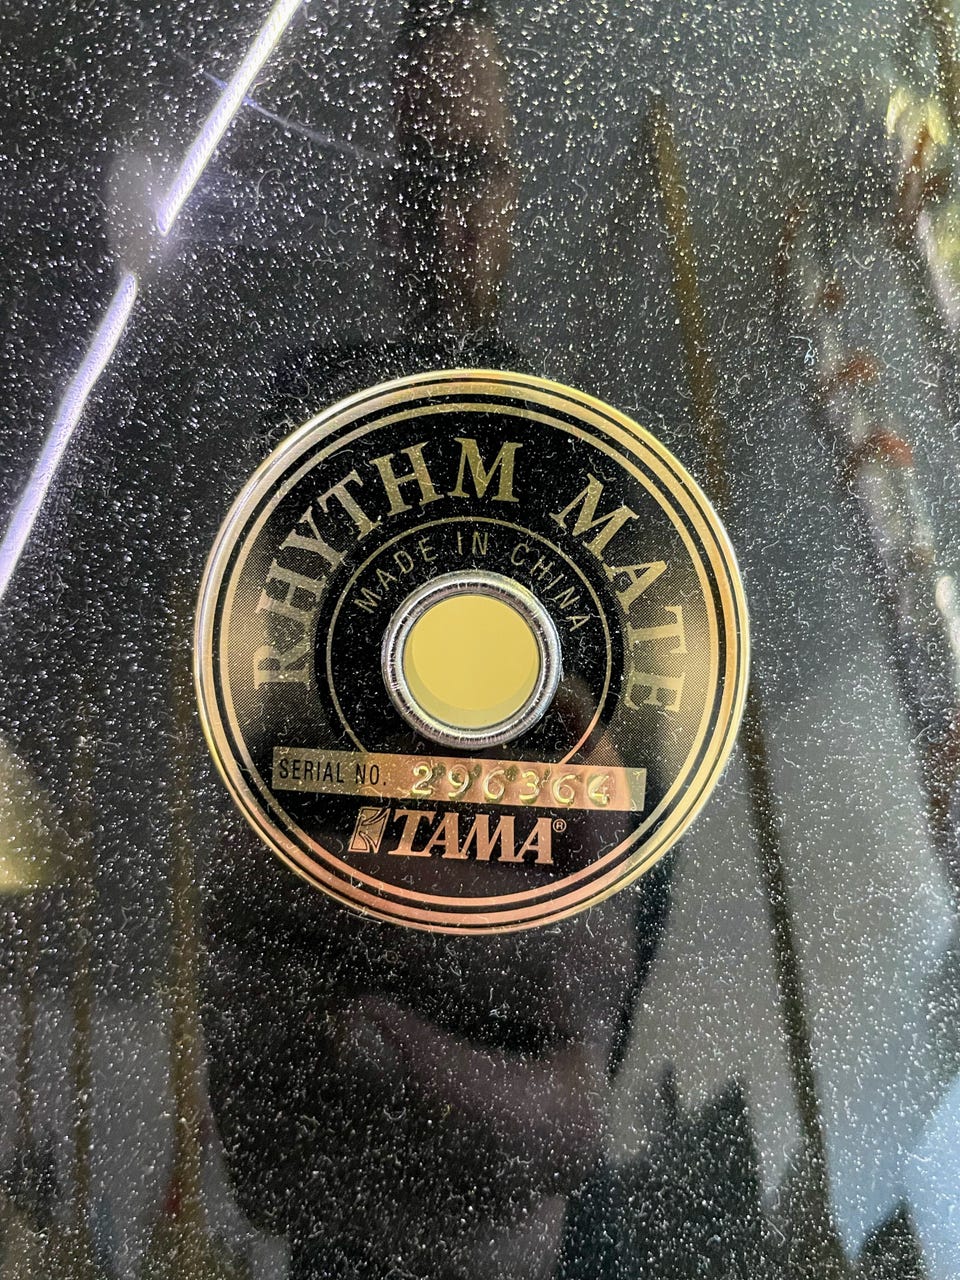 RHYTHM MATE
MADE IN CHINA
SERIAL NO. 296364
TAMA®